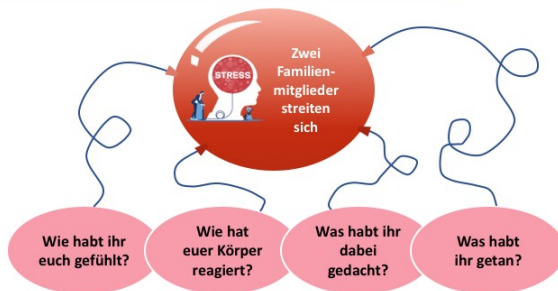 STRESS
Zwei
Familien-
mitglieder
streiten
sich
Wie habt ihr
euch gefühlt?
Wie hat
euer Körper
reagiert?
Was habt ihr
dabei
gedacht?
Was habt
ihr getan?